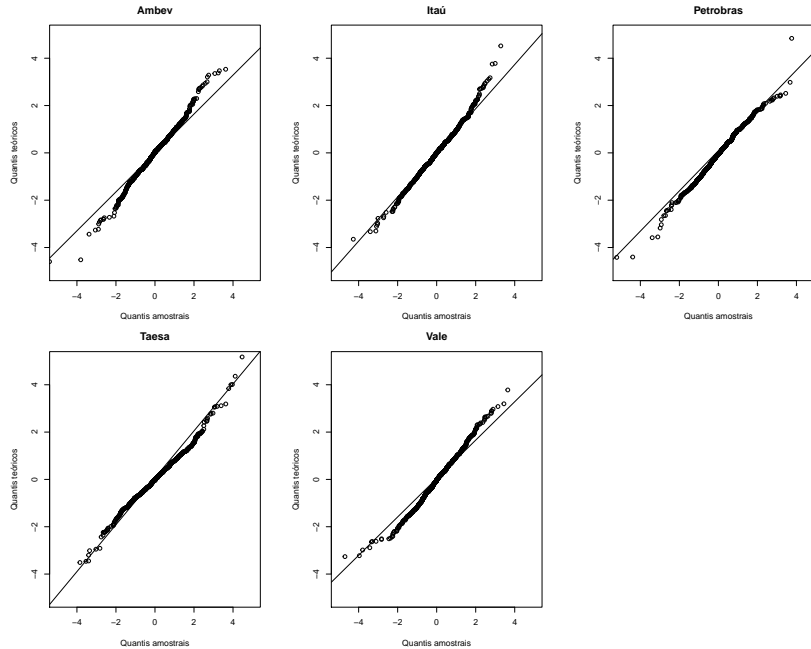 Ambev
Itaú
Petrobras
4
2
0
−2
−4
Quantis teóricos
−4 −2 0 2 4
Quantis amostrais
4
2
0
−2
−4
Quantis teóricos
−4 −2 0 2 4
Quantis amostrais
4
2
0
−2
−4
Quantis teóricos
−4 −2 0 2 4
Quantis amostrais
Taesa
Vale
4
2
0
−2
−4
Quantis teóricos
−4 −2 0 2 4
Quantis amostrais
4
2
0
−2
−4
Quantis teóricos
−4 −2 0 2 4
Quantis amostrais